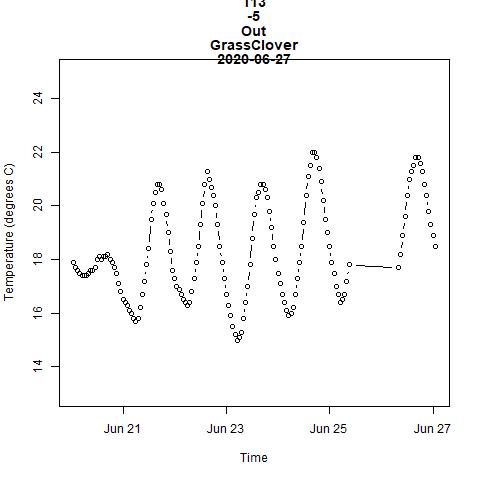 T13
-5
Out
GrassClover
2020-06-27
Temperature (degrees C)
24
22
20
18
16
14
Jun 21
Jun 23
Jun 25
Jun 27
Time